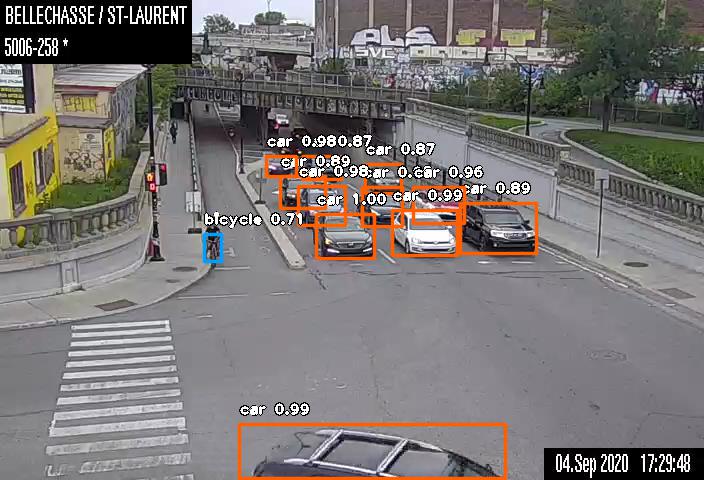 BELLECHASSE / ST-LAURENT
5006-258 *
car 0.98
0.87
car 0.87
car 0.89
car 0.98
car 0.96
car 0.89
car 1.00
car 0.99
bicycle 0.71
car 0.99
04.Sep 2020 17:29:48